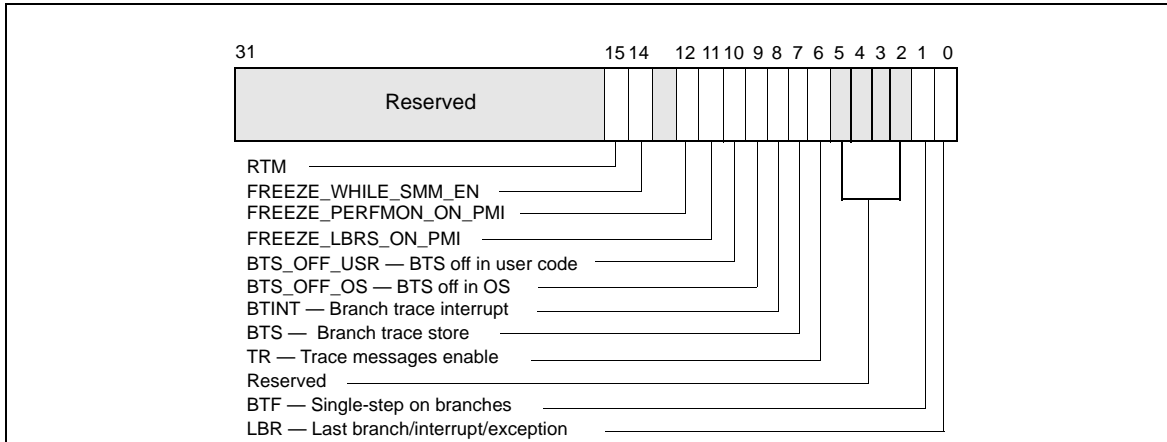 31 15 14 12 11 10 9 8 7 6 5 4 3 2 1 0
Reserved
RTM
FREEZE_WHILE_SMM_EN
FREEZE_PERFMON_ON_PMI
FREEZE_LBRS_ON_PMI
BTS_OFF_USR — BTS off in user code
BTS_OFF_OS — BTS off in OS
BTINT — Branch trace interrupt
BTS — Branch trace store
TR — Trace messages enable
Reserved
BTF — Single-step on branches
LBR — Last branch/interrupt/exception